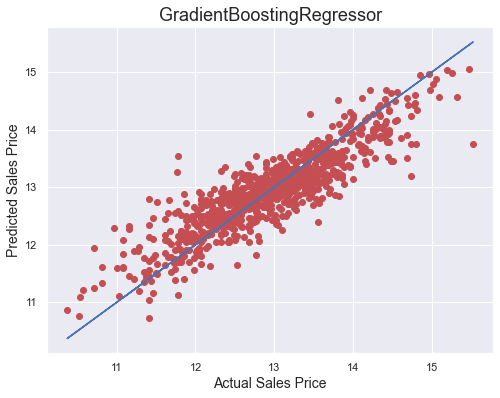 GradientBoostingRegressor
Predicted Sales Price
15
14
13
12
11
11 12 13 14 15
Actual Sales Price